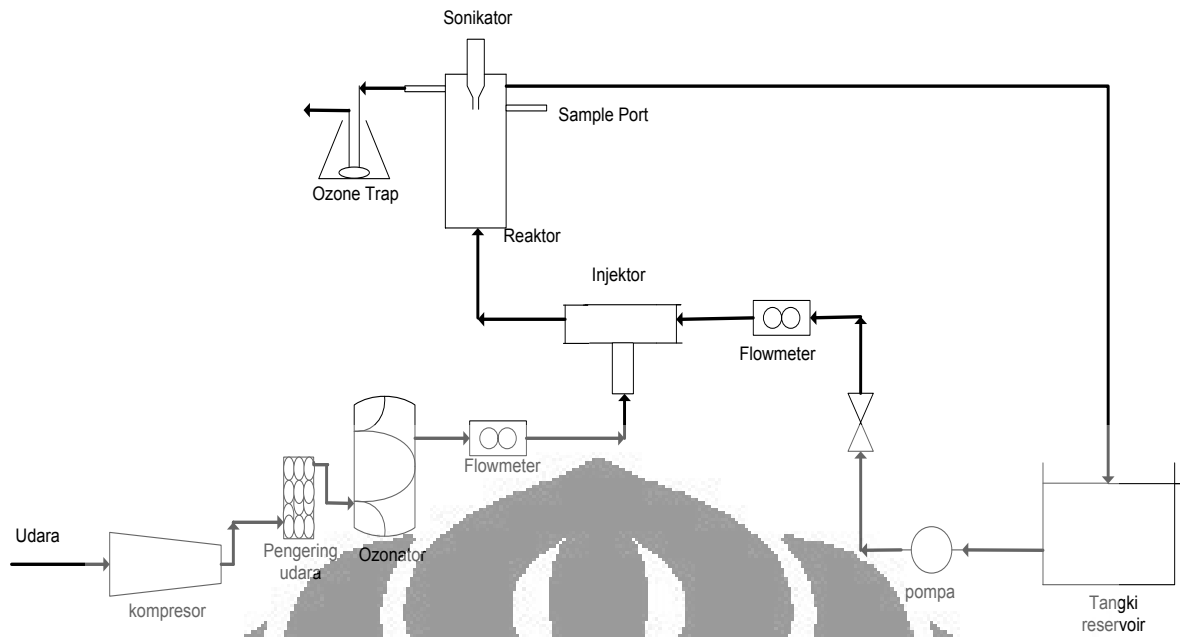 Sonikator
Sample Port
Ozone Trap
Reaktor
Injektor
Flowmeter
Flowmeter
Udara
Pengering
udara
Ozonator
kompresor
pompa
Tangki
reservoir